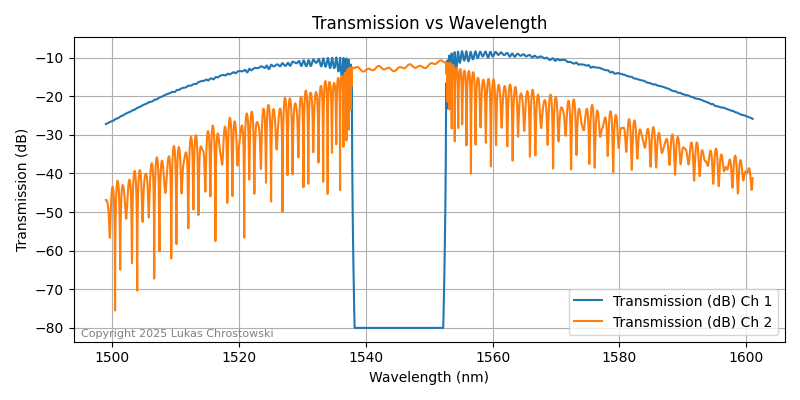 Transmission vs Wavelength
Transmission (dB)
−10
−20
−30
−40
−50
−60
−70
−80
Copyright 2025 Lukas Chrostowski
Transmission (dB) Ch 1
Transmission (dB) Ch 2
1500 1520 1540 1560 1580 1600
Wavelength (nm)